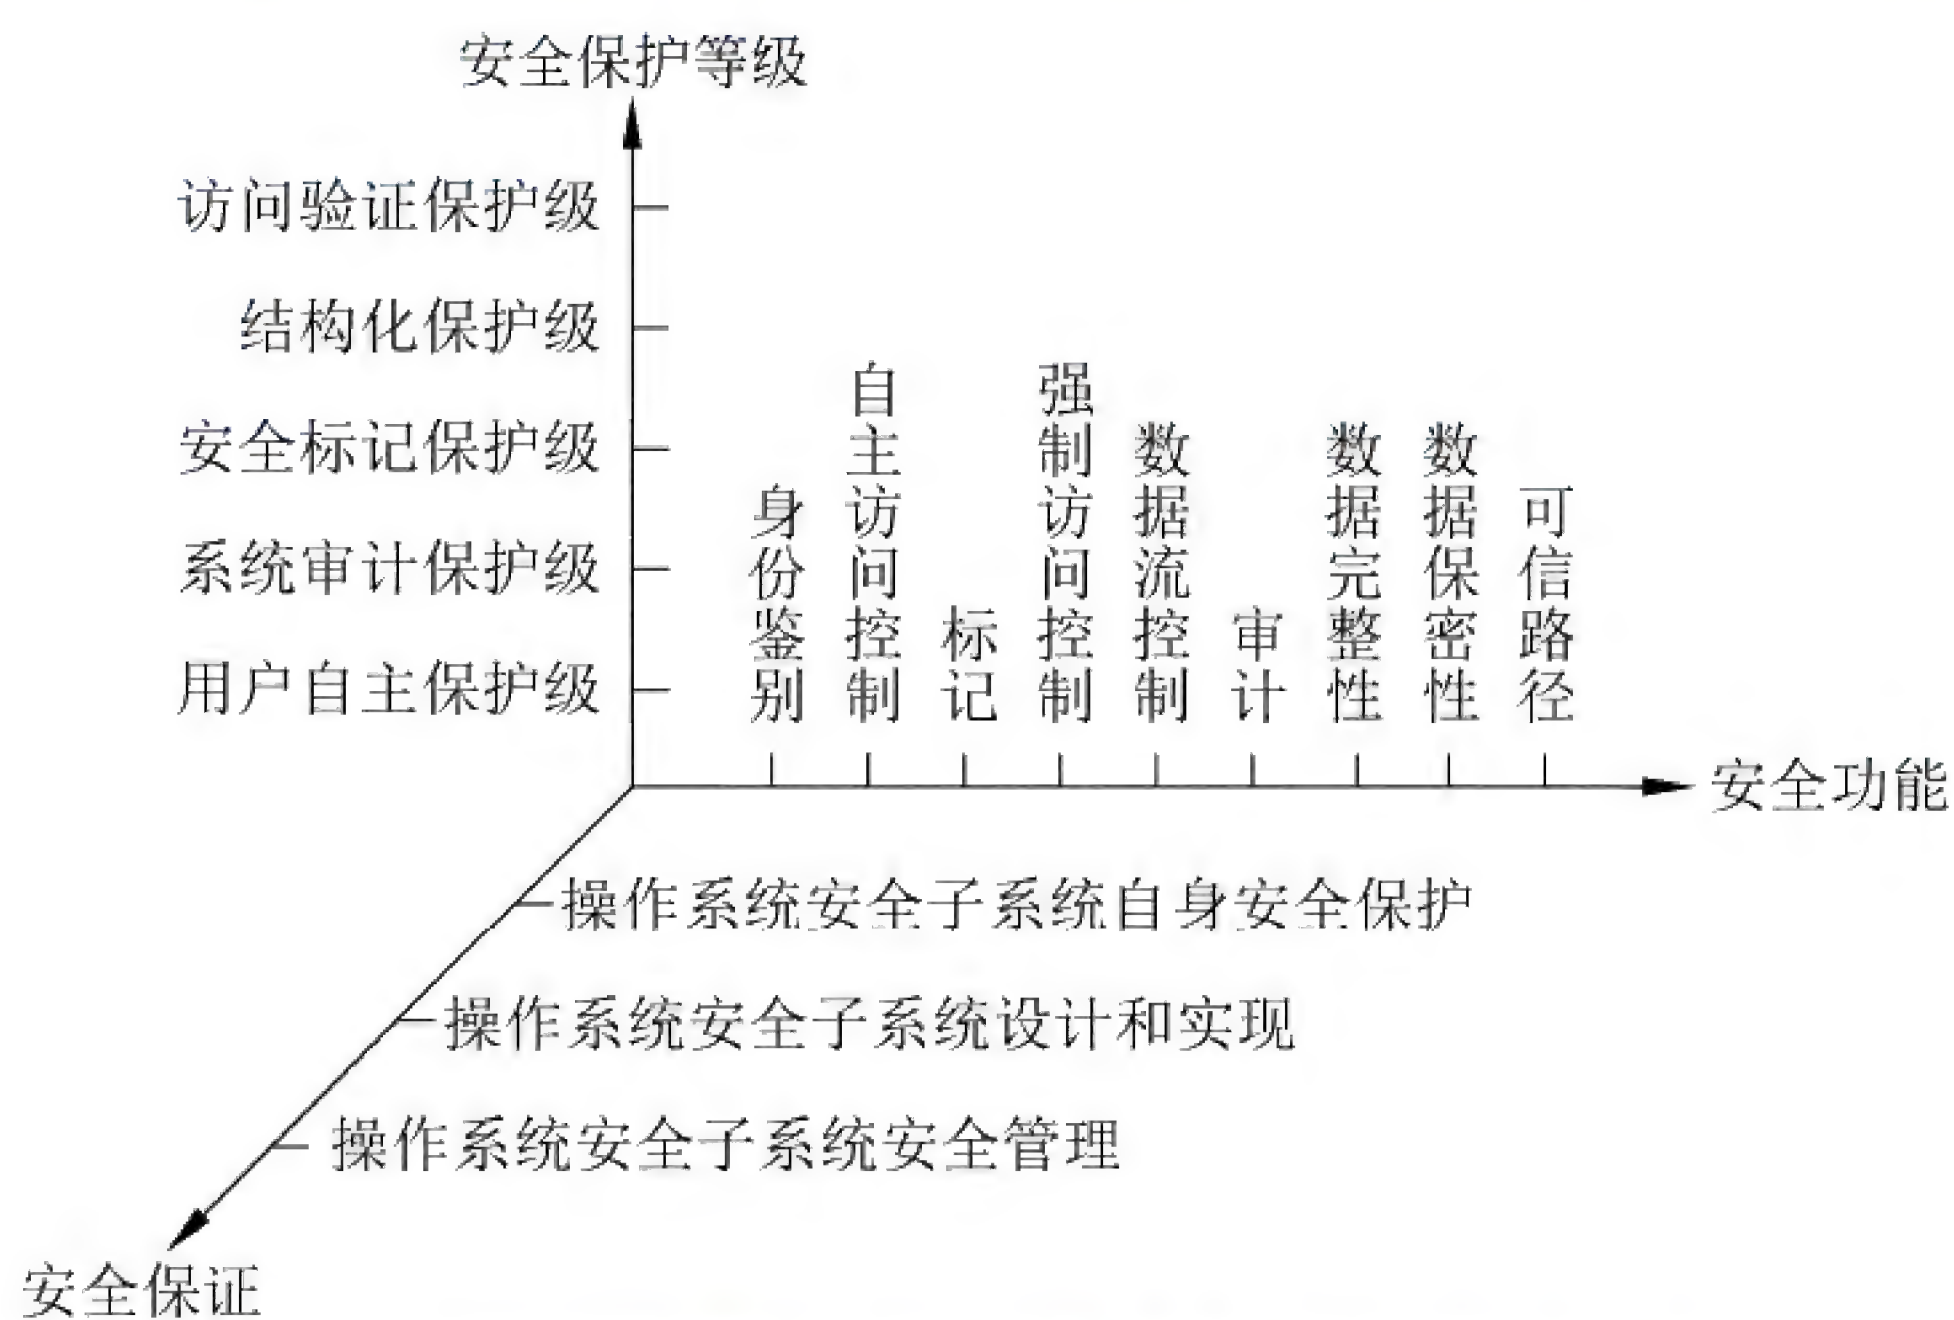 安全保护等级
访问验证保护级
结构化保护级
安全标记保护级
系统审计保护级
用户自主保护级
身份鉴别
自主访问控制
标记
强制访问控制
数据流控制
审计
数据完整性
数据保密性
可信路径
安全功能
操作系统安全子系统自身安全保护
操作系统安全子系统设计和实现
操作系统安全子系统安全管理
安全保证